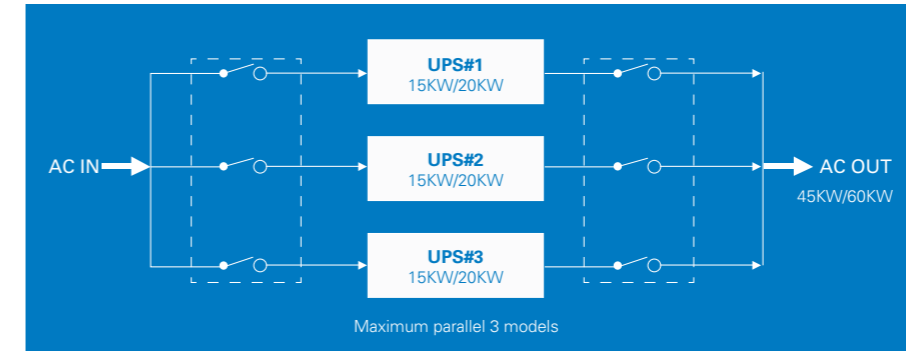 UPS#1
15KW/20KW
AC IN
UPS#2
15KW/20KW
AC OUT
45KW/60KW
UPS#3
15KW/20KW
Maximum parallel 3 models